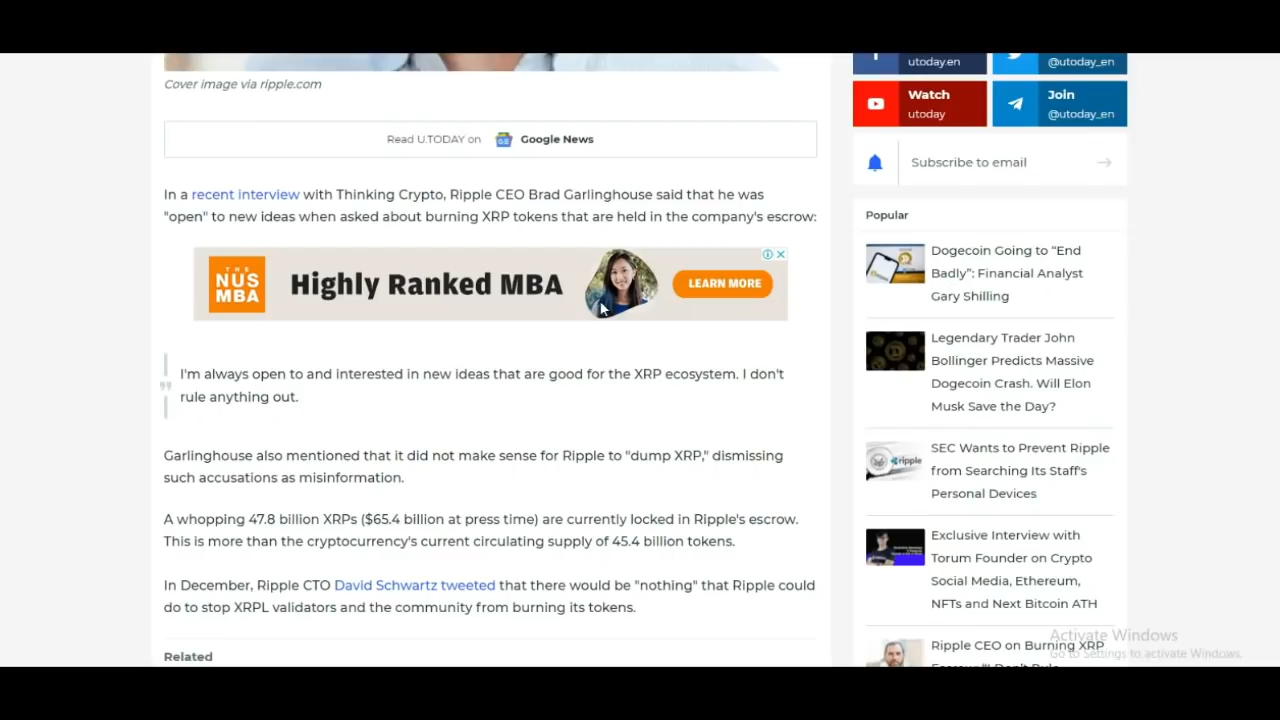 Cover image via ripple.com
Read U.TODAY on Google News
In a recent interview with Thinking Crypto, Ripple CEO Brad Garlinghouse said that he was
"open" to new ideas when asked about burning XRP tokens that are held in the company's escrow:
THE
NUS
MBA
Highly Ranked MBA
LEARN MORE
I'm always open to and interested in new ideas that are good for the XRP ecosystem. I don't
rule anything out.
Garlinghouse also mentioned that it did not make sense for Ripple to "dump XRP," dismissing
such accusations as misinformation.
A whopping 47.8 billion XRPs ($65.4 billion at press time) are currently locked in Ripple's escrow.
This is more than the cryptocurrency's current circulating supply of 45.4 billion tokens.
In December, Ripple CTO David Schwartz tweeted that there would be "nothing" that Ripple could
do to stop XRPL validators and the community from burning its tokens.
Related
utoday.en
@utoday_en
Watch
utoday
Join
@utoday_en
Subscribe to email
Popular
Dogecoin Going to “End
Badly”: Financial Analyst
Gary Shilling
Legendary Trader John
Bollinger Predicts Massive
Dogecoin Crash. Will Elon
Musk Save the Day?
ripple
SEC Wants to Prevent Ripple
from Searching Its Staff's
Personal Devices
Exclusive Interview with
Torum Founder on Crypto
Social Media, Ethereum,
NFTs and Next Bitcoin ATH
Ripple CEO on Burning XRP
Activate Windows
Go to Settings to activate Windows.